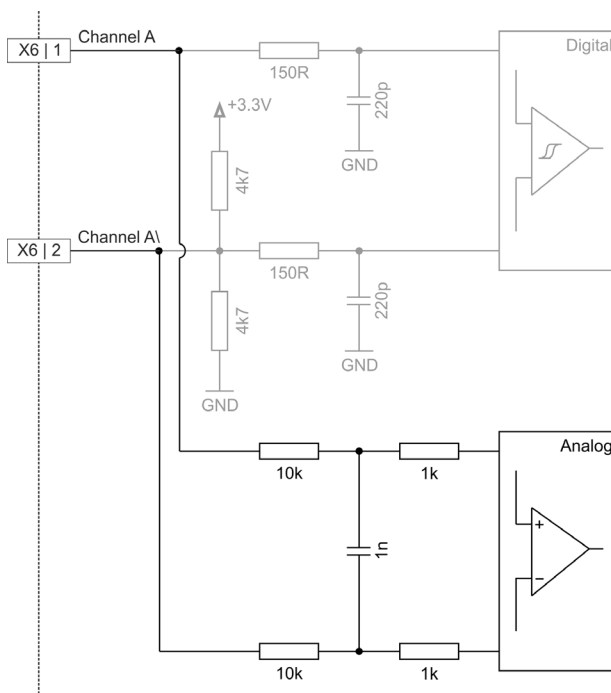 X6 | 1
Channel A
Digital
150R
220p
+3.3V
GND
4k7
X6 | 2
Channel A\
150R
220p
4k7
GND
GND
Analog
10k
1k
1n
+
−
10k
1k